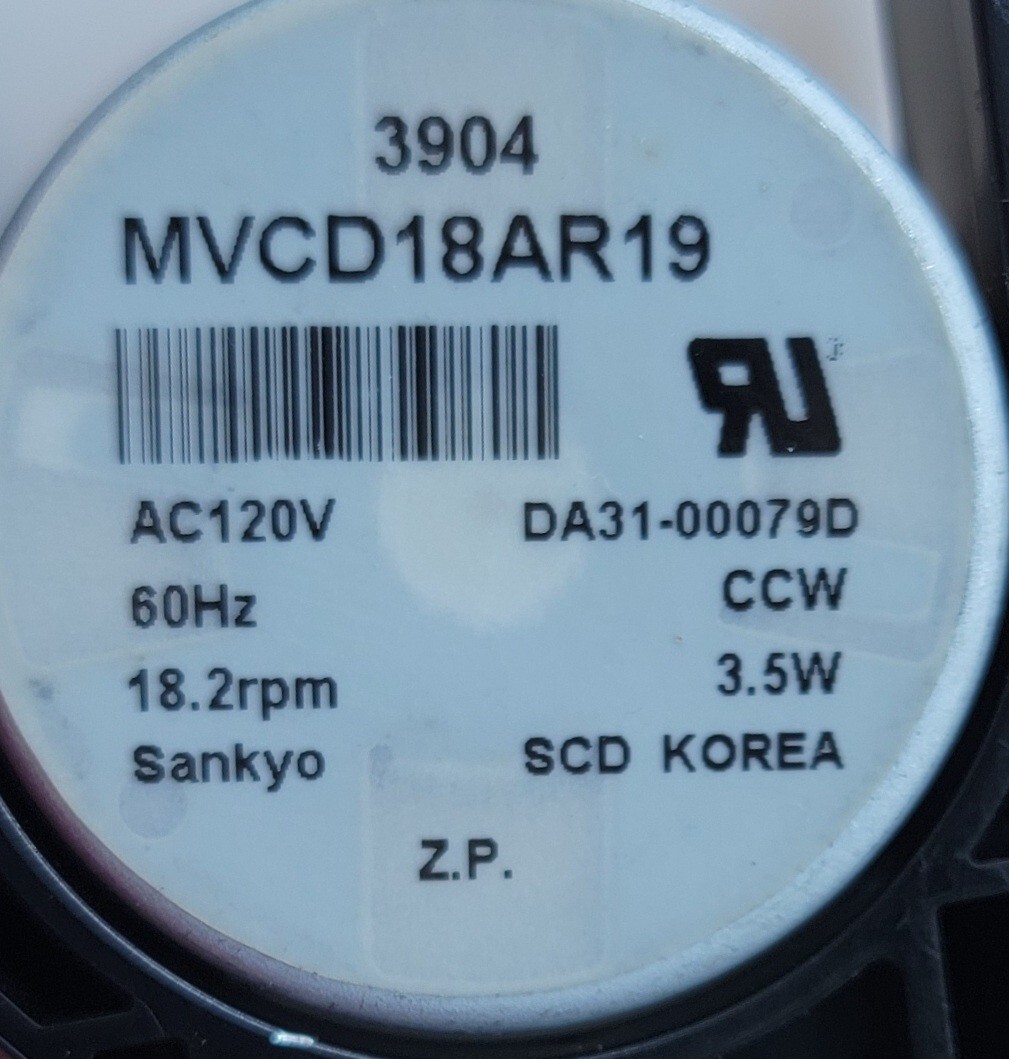 3904
MVCD18AR19
AC120V DA31-00079D
60Hz CCW
18.2rpm 3.5W
Sankyo SCD KOREA
Z.P.